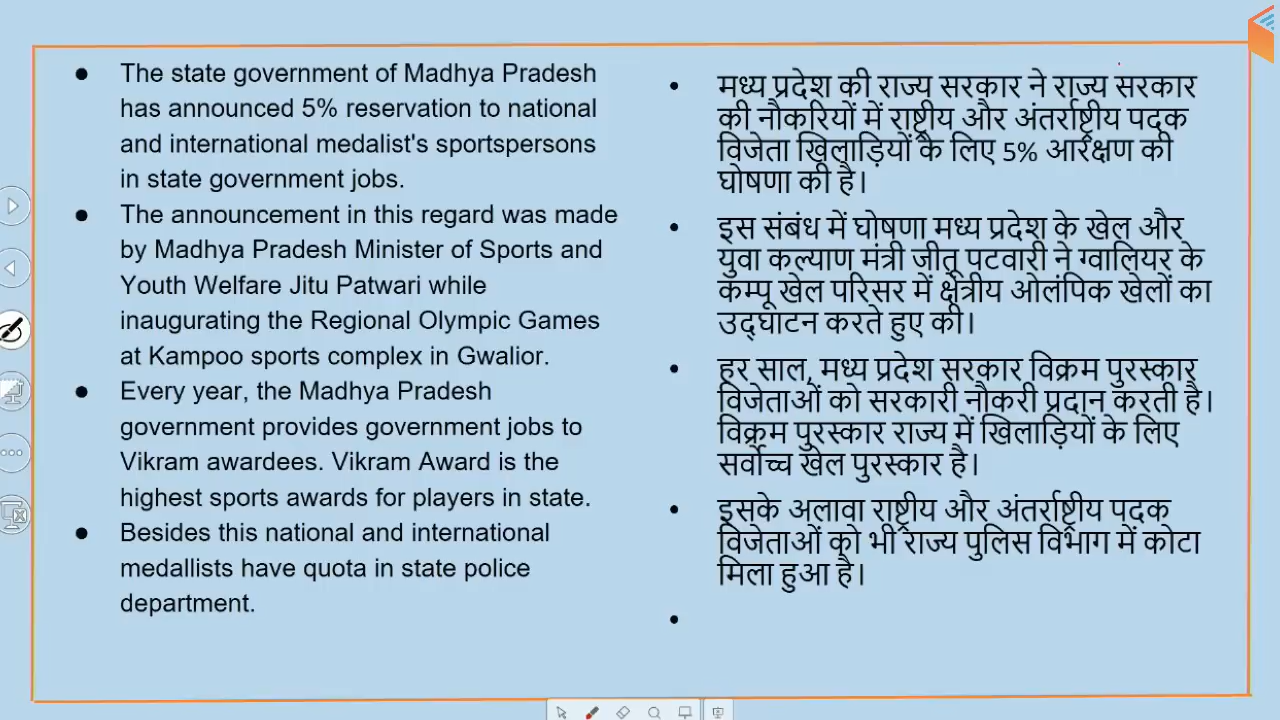 ● The state government of Madhya Pradesh
has announced 5% reservation to national
and international medalist's sportspersons
in state government jobs.
● The announcement in this regard was made
by Madhya Pradesh Minister of Sports and
Youth Welfare Jitu Patwari while
inaugurating the Regional Olympic Games
at Kampoo sports complex in Gwalior.
● Every year, the Madhya Pradesh
government provides government jobs to
Vikram awardees. Vikram Award is the
highest sports awards for players in state.
● Besides this national and international
medallists have quota in state police
department.
• मध्य प्रदेश की राज्य सरकार ने राज्य सरकार
की नौकरियों में राष्ट्रीय और अंतर्राष्ट्रीय पदक
विजेता खिलाड़ियों के लिए 5% आरक्षण की
घोषणा की है।
• इस संबंध में घोषणा मध्य प्रदेश के खेल और
युवा कल्याण मंत्री जीतू पटवारी ने ग्वालियर के
कम्पू खेल परिसर में क्षेत्रीय ओलंपिक खेलों का
उद्घाटन करते हुए की।
• हर साल, मध्य प्रदेश सरकार विक्रम पुरस्कार
विजेताओं को सरकारी नौकरी प्रदान करती है।
विक्रम पुरस्कार राज्य में खिलाड़ियों के लिए
सर्वोच्च खेल पुरस्कार है।
• इसके अलावा राष्ट्रीय और अंतर्राष्ट्रीय पदक
विजेताओं को भी राज्य पुलिस विभाग में कोटा
मिला हुआ है।
•